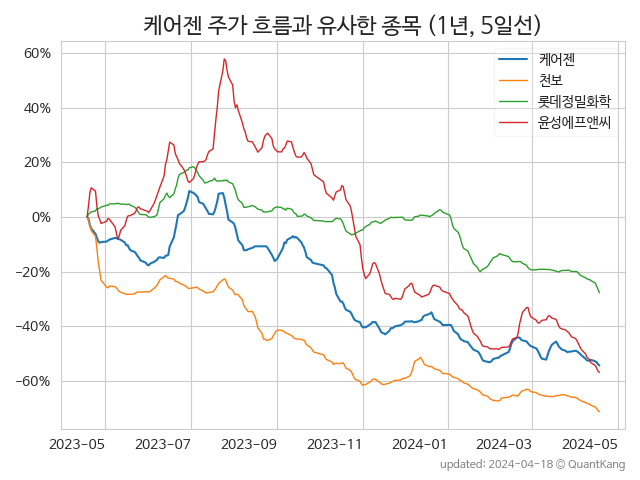 케어젠 주가 흐름과 유사한 종목 (1년, 5일선)
케어젠
천보
롯데정밀화학
윤성에프앤씨
60%
40%
20%
0%
−20%
−40%
−60%
2023-05 2023-07 2023-09 2023-11 2024-01 2024-03 2024-05
updated: 2024-04-18 @ QuantKang